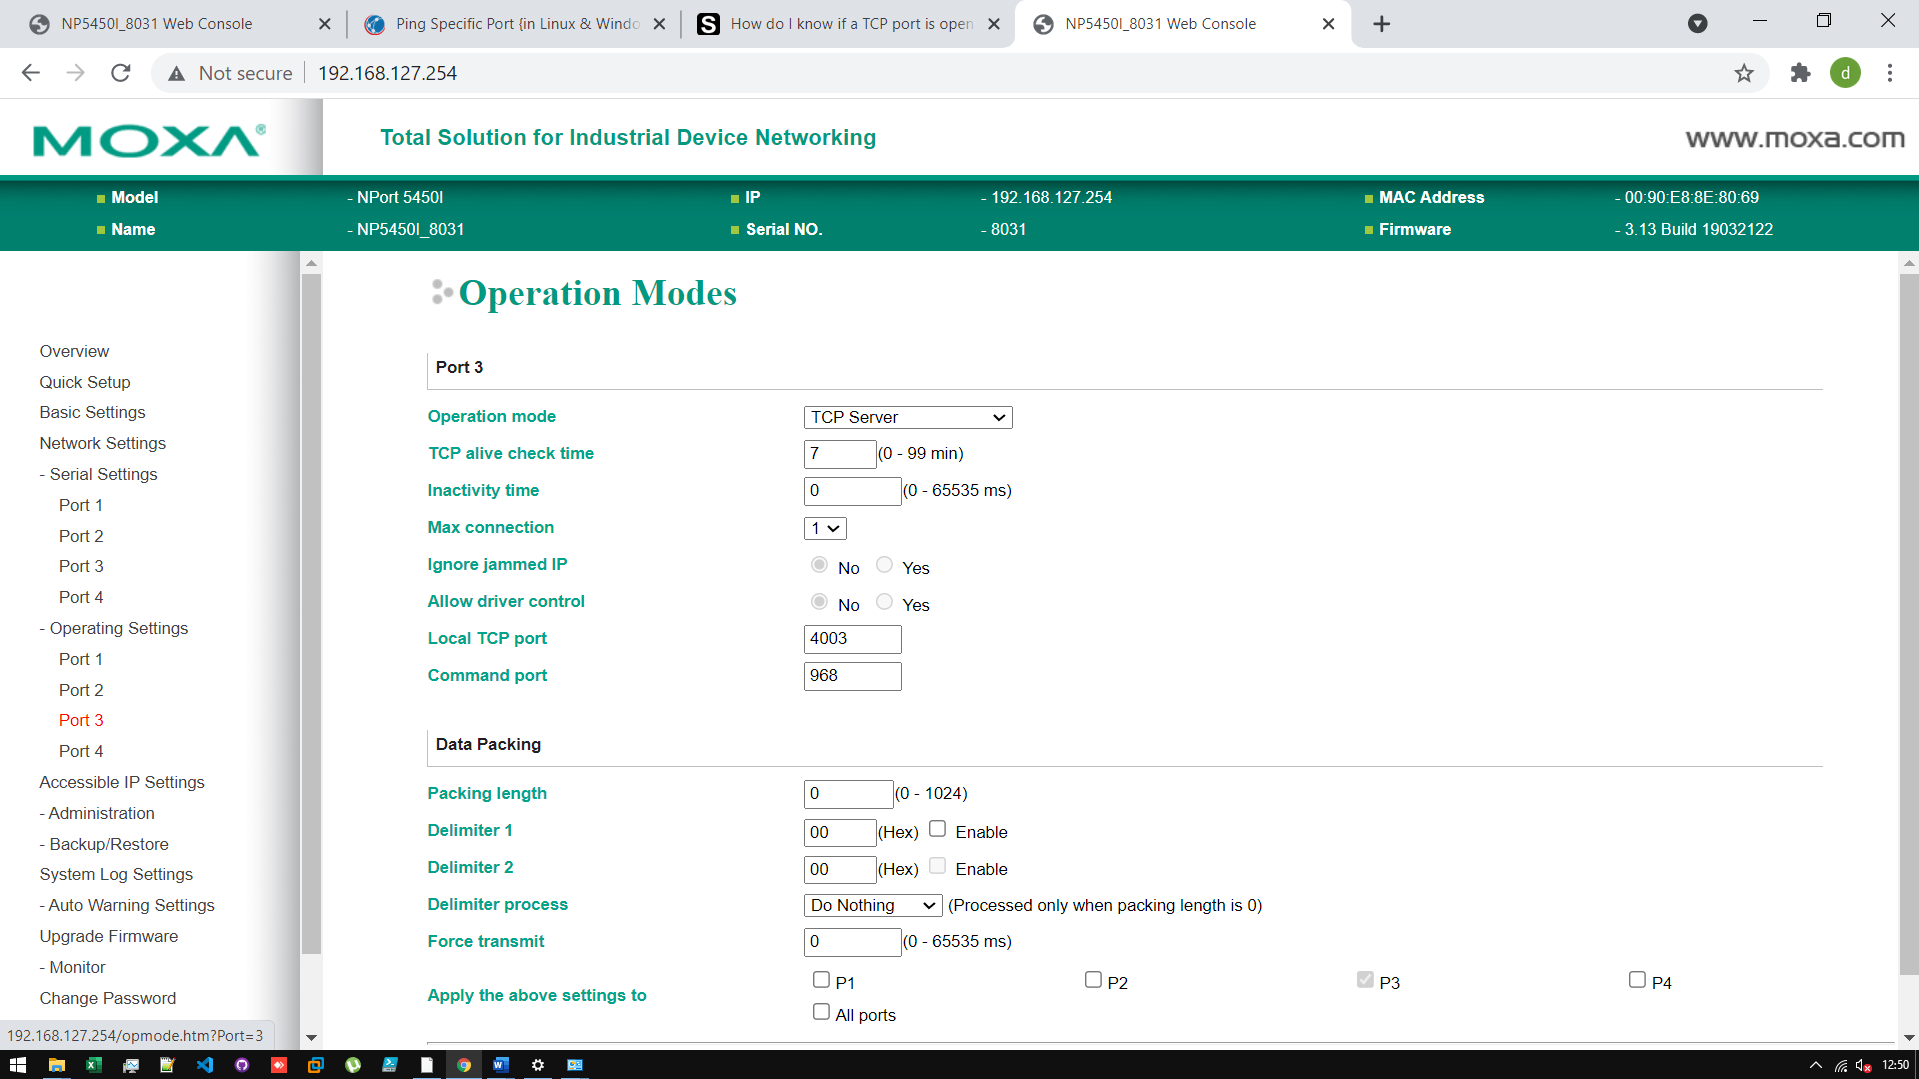 NP5450I_8031 Web Console
Ping Specific Port {in Linux & Windo
How do I know if a TCP port is open
NP5450I_8031 Web Console
Not secure 192.168.127.254
d
MOXA®
Total Solution for Industrial Device Networking
www.moxa.com
Model - NPort 5450I IP - 192.168.127.254 MAC Address - 00:90:E8:8E:80:69
Name - NP5450I_8031 Serial NO. - 8031 Firmware - 3.13 Build 19032122
Overview
Quick Setup
Basic Settings
Network Settings
- Serial Settings
Port 1
Port 2
Port 3
Port 4
- Operating Settings
Port 1
Port 2
Port 3
Port 4
Accessible IP Settings
- Administration
- Backup/Restore
System Log Settings
- Auto Warning Settings
Upgrade Firmware
- Monitor
Change Password
192.168.127.254/opmode.htm?Port=3
Operation Modes
Port 3
Operation mode TCP Server
TCP alive check time 7 (0 - 99 min)
Inactivity time 0 (0 - 65535 ms)
Max connection 1
Ignore jammed IP No Yes
Allow driver control No Yes
Local TCP port 4003
Command port 968
Data Packing
Packing length 0 (0 - 1024)
Delimiter 1 00 (Hex) Enable
Delimiter 2 00 (Hex) Enable
Delimiter process Do Nothing (Processed only when packing length is 0)
Force transmit 0 (0 - 65535 ms)
Apply the above settings to P1 P2 P3 P4
All ports
12:50